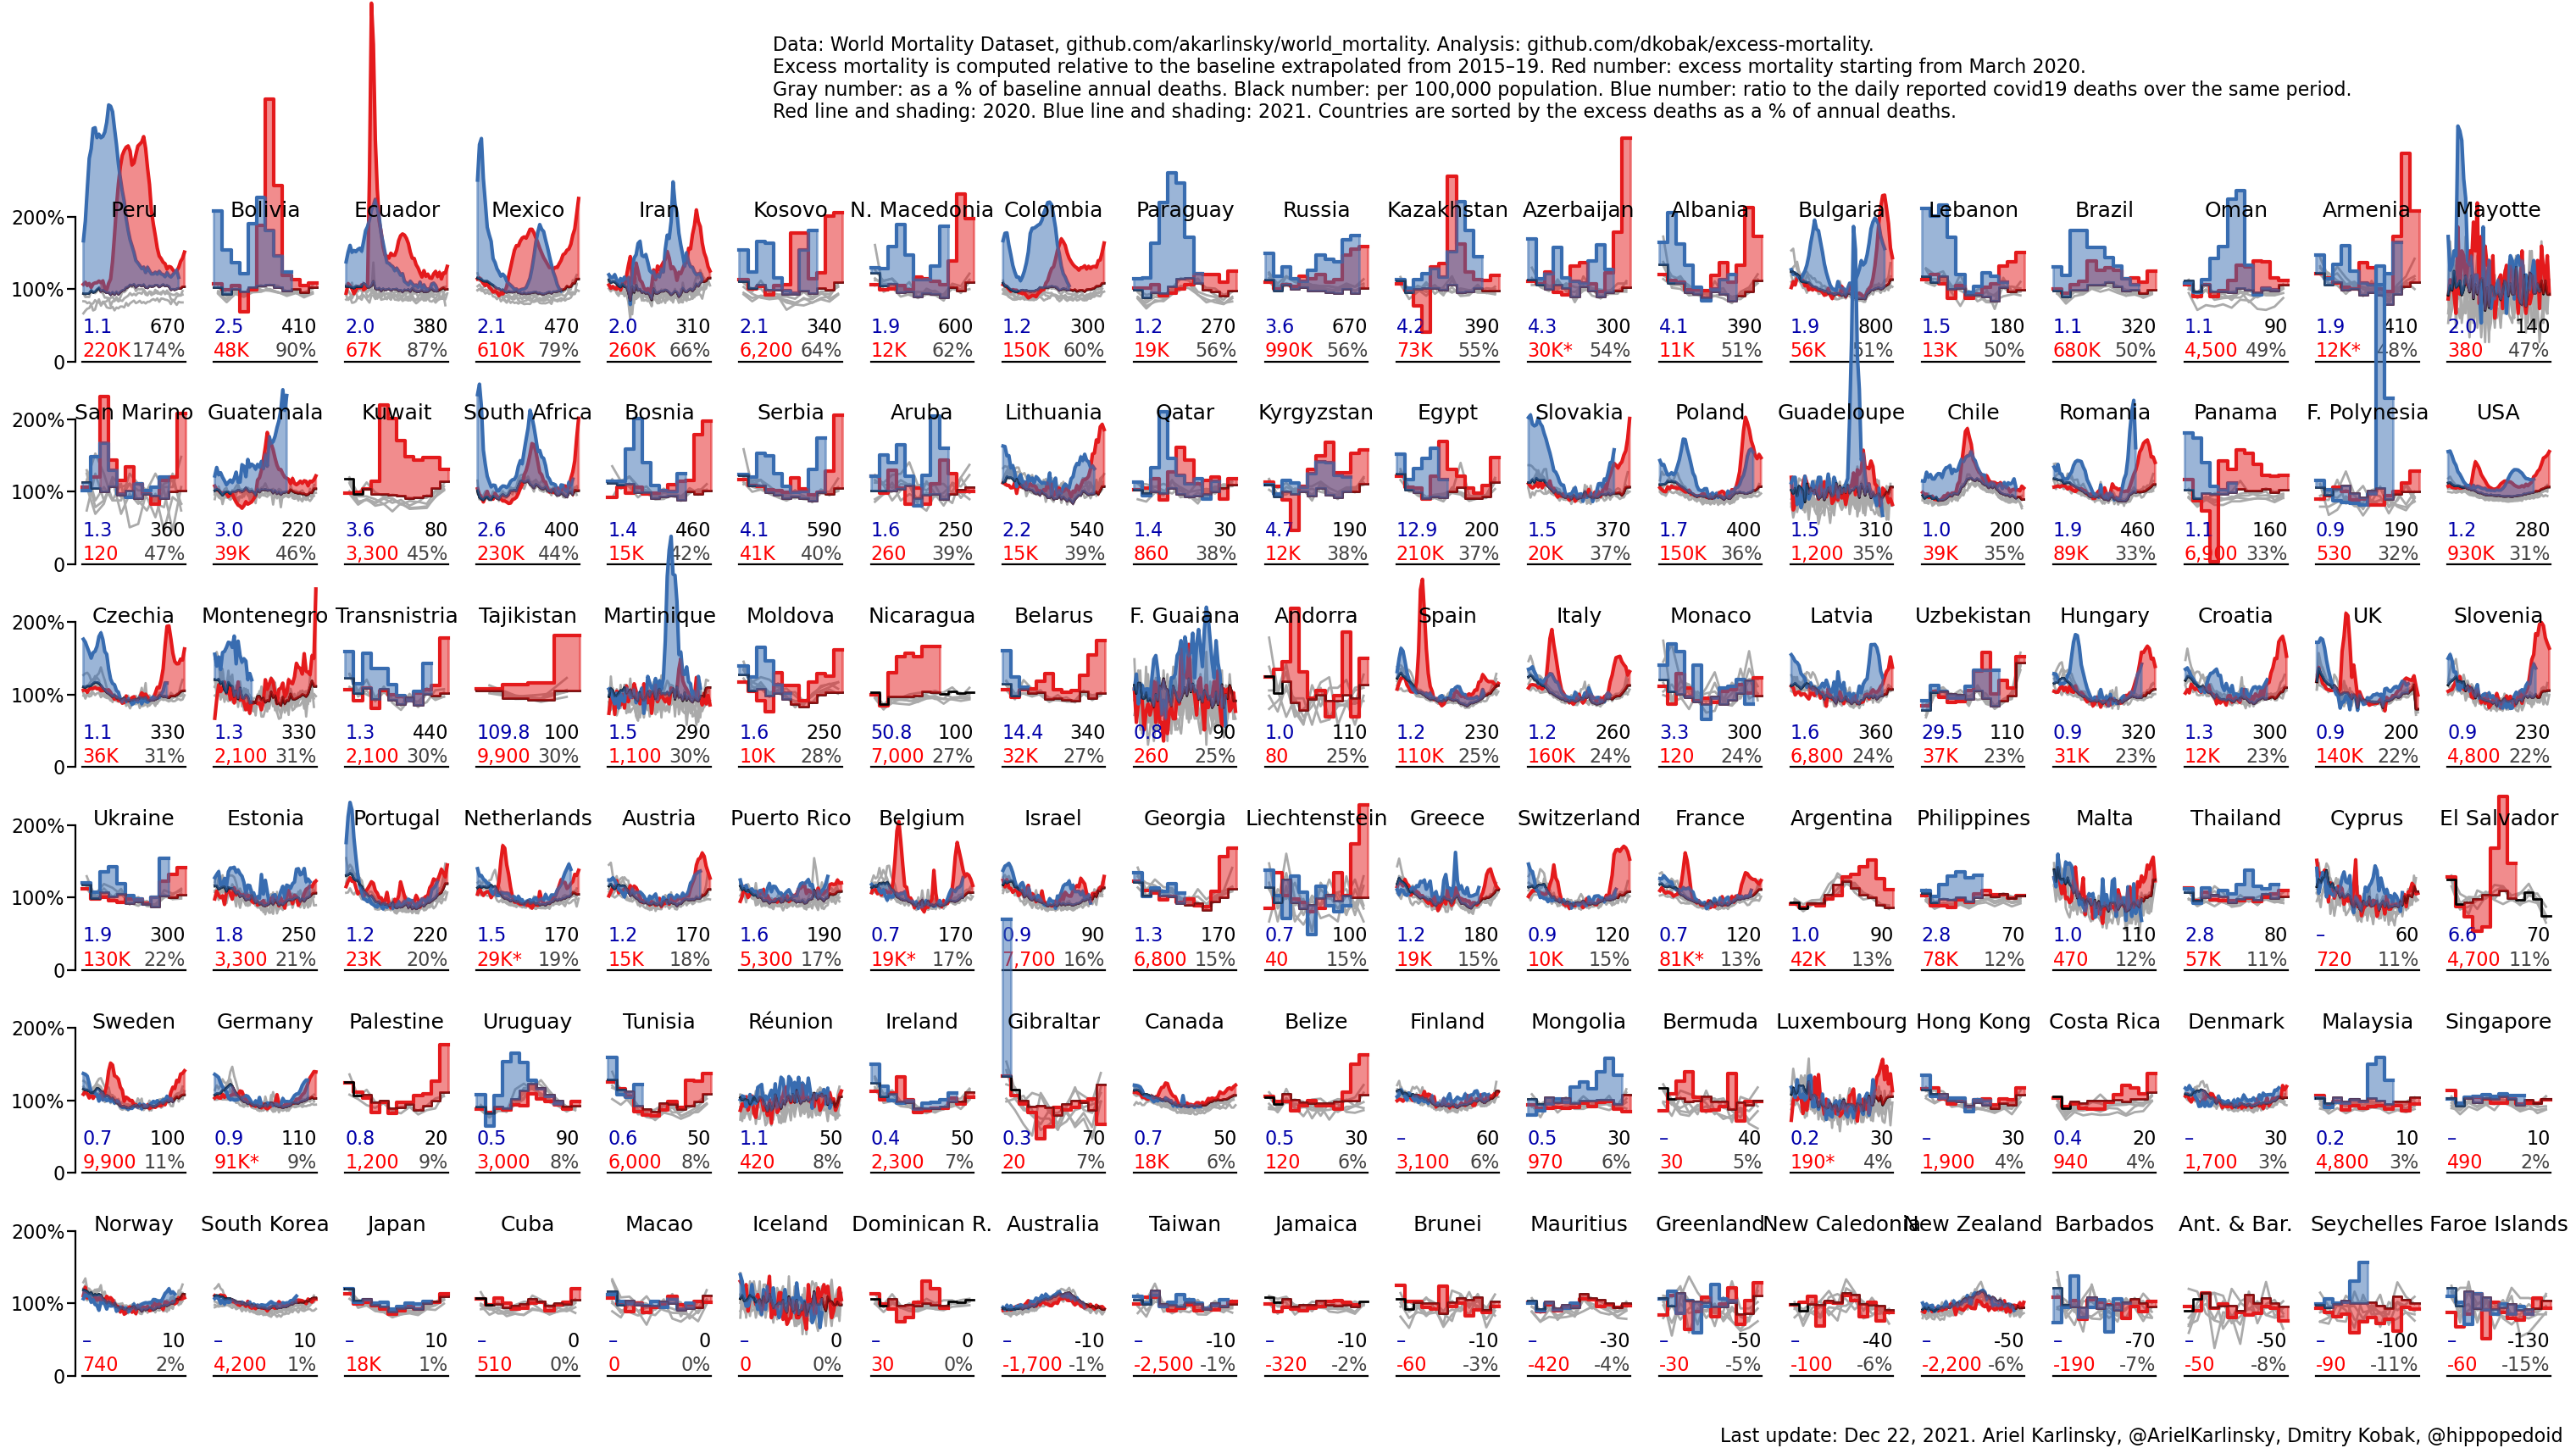 Data: World Mortality Dataset, github.com/akarlinsky/world_mortality. Analysis: github.com/dkobak/excess-mortality.
Excess mortality is computed relative to the baseline extrapolated from 2015–19. Red number: excess mortality starting from March 2020.
Gray number: as a % of baseline annual deaths. Black number: per 100,000 population. Blue number: ratio to the daily reported covid19 deaths over the same period.
Red line and shading: 2020. Blue line and shading: 2021. Countries are sorted by the excess deaths as a % of annual deaths.
200% Peru Bolivia Ecuador Mexico Iran Kosovo N. Macedonia Colombia Paraguay Russia Kazakhstan Azerbaijan Albania Bulgaria Lebanon Brazil Oman Armenia Mayotte
100%
1.1 670 2.5 410 2.0 380 2.1 470 2.0 310 2.1 340 1.9 600 1.2 300 1.2 270 3.6 670 4.2 390 4.3 300 4.1 390 1.9 800 1.5 180 1.1 320 1.1 90 1.9 410 2.0 140
220K 174% 48K 90% 67K 87% 610K 79% 260K 66% 6,200 64% 12K 62% 150K 60% 19K 56% 990K 56% 73K 55% 30K* 54% 11K 51% 56K 51% 13K 50% 680K 50% 4,500 49% 12K* 48% 380 47%
0
200% San Marino Guatemala Kuwait South Africa Bosnia Serbia Aruba Lithuania Qatar Kyrgyzstan Egypt Slovakia Poland Guadeloupe Chile Romania Panama F. Polynesia USA
100%
1.3 360 3.0 220 3.6 80 2.6 400 1.4 460 4.1 590 1.6 250 2.2 540 1.4 30 4.7 190 12.9 200 1.5 370 1.7 400 1.5 310 1.0 200 1.9 460 1.1 160 0.9 190 1.2 280
120 47% 39K 46% 3,300 45% 230K 44% 15K 42% 41K 40% 260 39% 15K 39% 860 38% 12K 38% 210K 37% 20K 37% 150K 36% 1,200 35% 39K 35% 89K 33% 6,900 33% 530 32% 930K 31%
0
200% Czechia Montenegro Transnistria Tajikistan Martinique Moldova Nicaragua Belarus F. Guaiana Andorra Spain Italy Monaco Latvia Uzbekistan Hungary Croatia UK Slovenia
100%
1.1 330 1.3 330 1.3 440 109.8 100 1.5 290 1.6 250 50.8 100 14.4 340 0.8 90 1.0 110 1.2 230 1.2 260 3.3 300 1.6 360 29.5 110 0.9 320 1.3 300 0.9 200 0.9 230
36K 31% 2,100 31% 2,100 30% 9,900 30% 1,100 30% 10K 28% 7,000 27% 32K 27% 260 25% 80 25% 110K 25% 160K 24% 120 24% 6,800 24% 37K 23% 31K 23% 12K 23% 140K 22% 4,800 22%
0
200% Ukraine Estonia Portugal Netherlands Austria Puerto Rico Belgium Israel Georgia Liechtenstein Greece Switzerland France Argentina Philippines Malta Thailand Cyprus El Salvador
100%
1.9 300 1.8 250 1.2 220 1.5 170 1.2 170 1.6 190 0.7 170 0.9 90 1.3 170 0.7 100 1.2 180 0.9 120 0.7 120 1.0 90 2.8 70 1.0 110 2.8 80 – 60 6.6 70
130K 22% 3,300 21% 23K 20% 29K* 19% 15K 18% 5,300 17% 19K* 17% 7,700 16% 6,800 15% 40 15% 19K 15% 10K 15% 81K* 13% 42K 13% 78K 12% 470 12% 57K 11% 720 11% 4,700 11%
0
200% Sweden Germany Palestine Uruguay Tunisia Réunion Ireland Gibraltar Canada Belize Finland Mongolia Bermuda Luxembourg Hong Kong Costa Rica Denmark Malaysia Singapore
100%
0.7 100 0.9 110 0.8 20 0.5 90 0.6 50 1.1 50 0.4 50 0.3 70 0.7 50 0.5 30 – 60 0.5 30 – 40 0.2 30 – 30 0.4 20 – 30 0.2 10 – 10
9,900 11% 91K* 9% 1,200 9% 3,000 8% 6,000 8% 420 8% 2,300 7% 20 7% 18K 6% 120 6% 3,100 6% 970 6% 30 5% 190* 4% 1,900 4% 940 4% 1,700 3% 4,800 3% 490 2%
0
200% Norway South Korea Japan Cuba Macao Iceland Dominican R. Australia Taiwan Jamaica Brunei Mauritius Greenland New Caledonia New Zealand Barbados Ant. & Bar. Seychelles Faroe Islands
100%
– 10 – 10 – 10 – 0 – 0 – 0 – 0 – -10 – -10 – -10 – -10 – -30 – -50 – -40 – -50 – -70 – -50 – -100 – -130
740 2% 4,200 1% 18K 1% 510 0% 0 0% 0 0% 30 0% -1,700 -1% -2,500 -1% -320 -2% -60 -3% -420 -4% -30 -5% -100 -6% -2,200 -6% -190 -7% -50 -8% -90 -11% -60 -15%
0
Last update: Dec 22, 2021. Ariel Karlinsky, @ArielKarlinsky, Dmitry Kobak, @hippopedoid